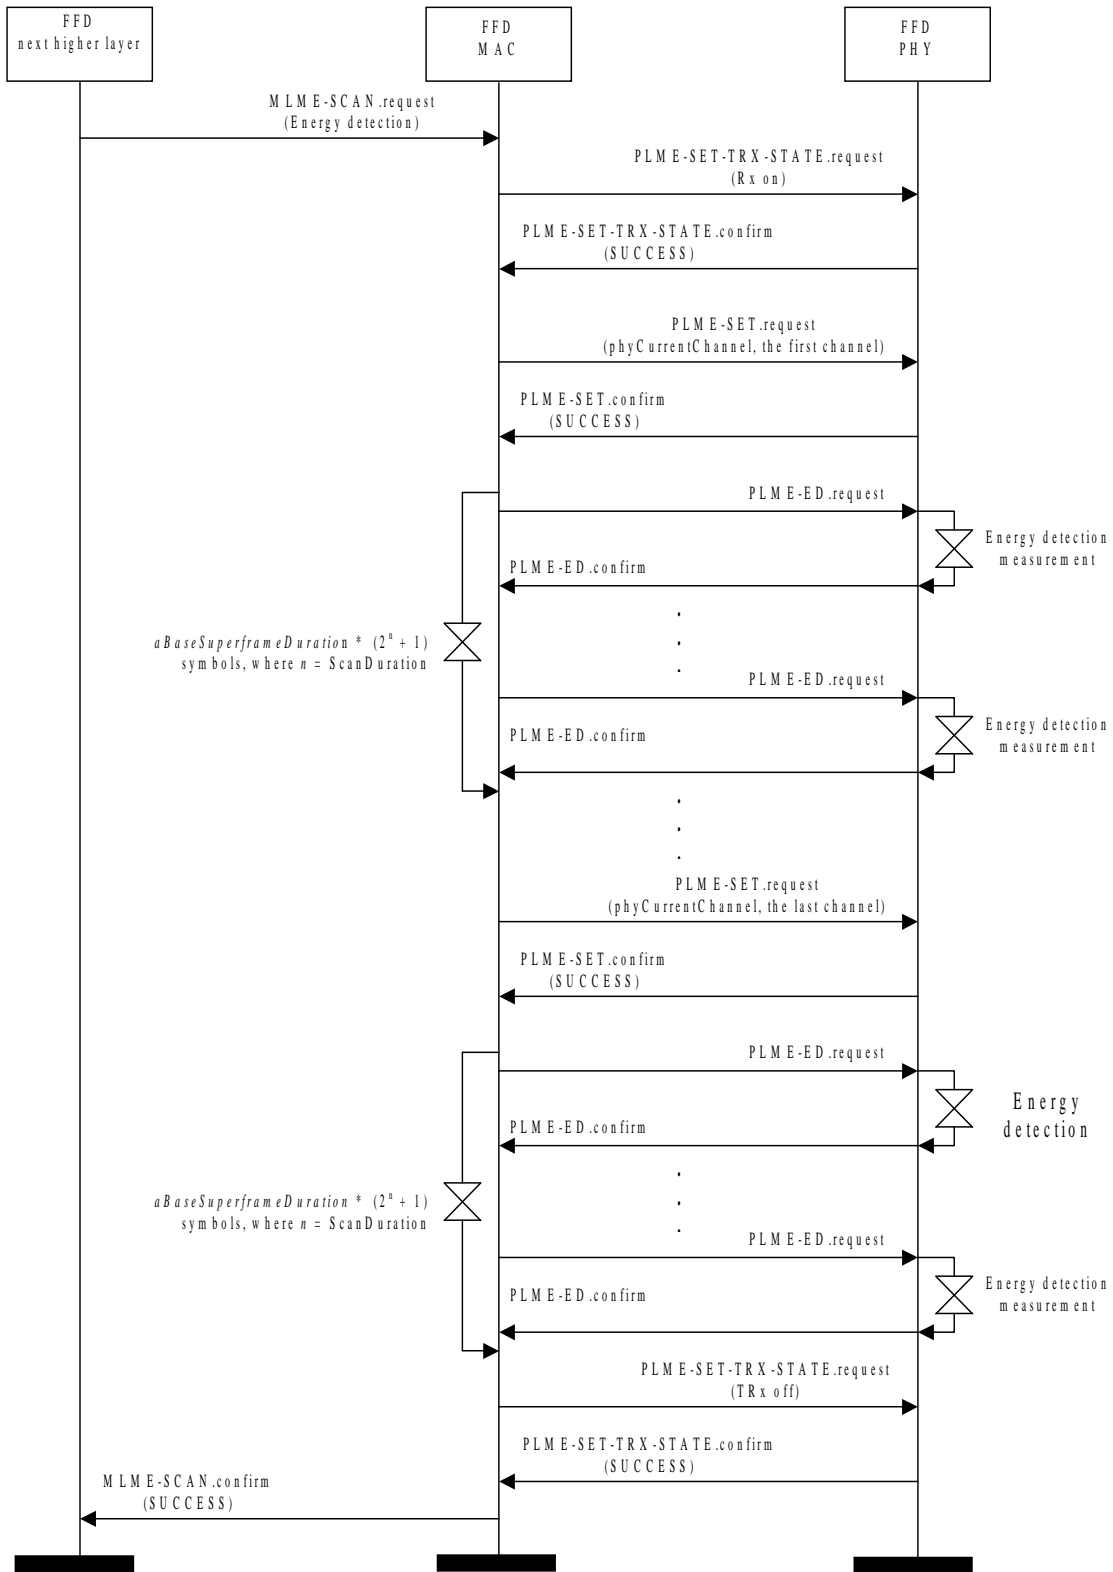 FFD
next higher layer
FFD
MAC
FFD
PHY
MLME-SCAN.request
(Energy detection)
PLME-SET-TRX-STATE.request
(Rx on)
PLME-SET-TRX-STATE.confirm
(SUCCESS)
PLME-SET.request
(phyCurrentChannel, the first channel)
PLME-SET.confirm
(SUCCESS)
PLME-ED.request
Energy detection
measurement
PLME-ED.confirm
.
.
.
aBaseSuperframeDuration * (2ⁿ + 1)
symbols, where n = ScanDuration
PLME-ED.request
Energy detection
measurement
PLME-ED.confirm
.
.
.
PLME-SET.request
(phyCurrentChannel, the last channel)
PLME-SET.confirm
(SUCCESS)
PLME-ED.request
Energy
detection
PLME-ED.confirm
.
.
.
aBaseSuperframeDuration * (2ⁿ + 1)
symbols, where n = ScanDuration
PLME-ED.request
Energy detection
measurement
PLME-ED.confirm
PLME-SET-TRX-STATE.request
(TRx off)
PLME-SET-TRX-STATE.confirm
(SUCCESS)
MLME-SCAN.confirm
(SUCCESS)